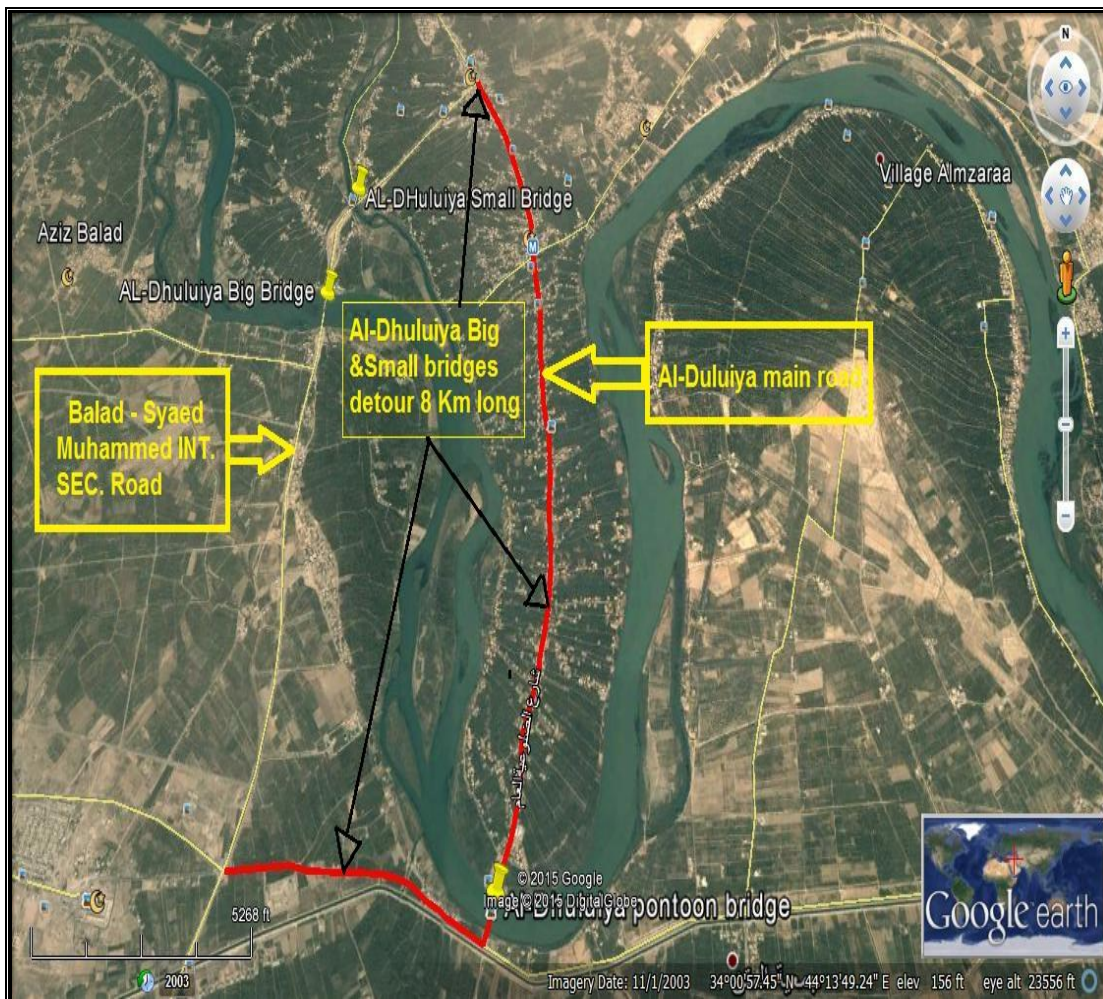 N
Village Almzaraa
AL-DHuluiya Small Bridge
Aziz Balad
AL-Dhuluiya Big Bridge
M
Al-Dhuluiya Big
&Small bridges
detour 8 Km long
Al-Duluiya main road
Balad - Syaed
Muhammed INT.
SEC. Road
شارع الضلوعية العام
© 2015 Google
Image © 2015 DigitalGlobe
Al-Dhuluiya pontoon bridge
5268 ft
Google earth
2003
Imagery Date: 11/1/2003 34°00'57.45" N 44°13'49.24" E elev 156 ft eye alt 23556 ft